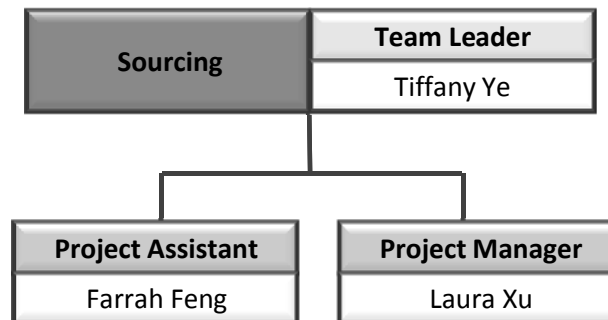 Sourcing
Team Leader
Tiffany Ye
Project Assistant
Farrah Feng
Project Manager
Laura Xu